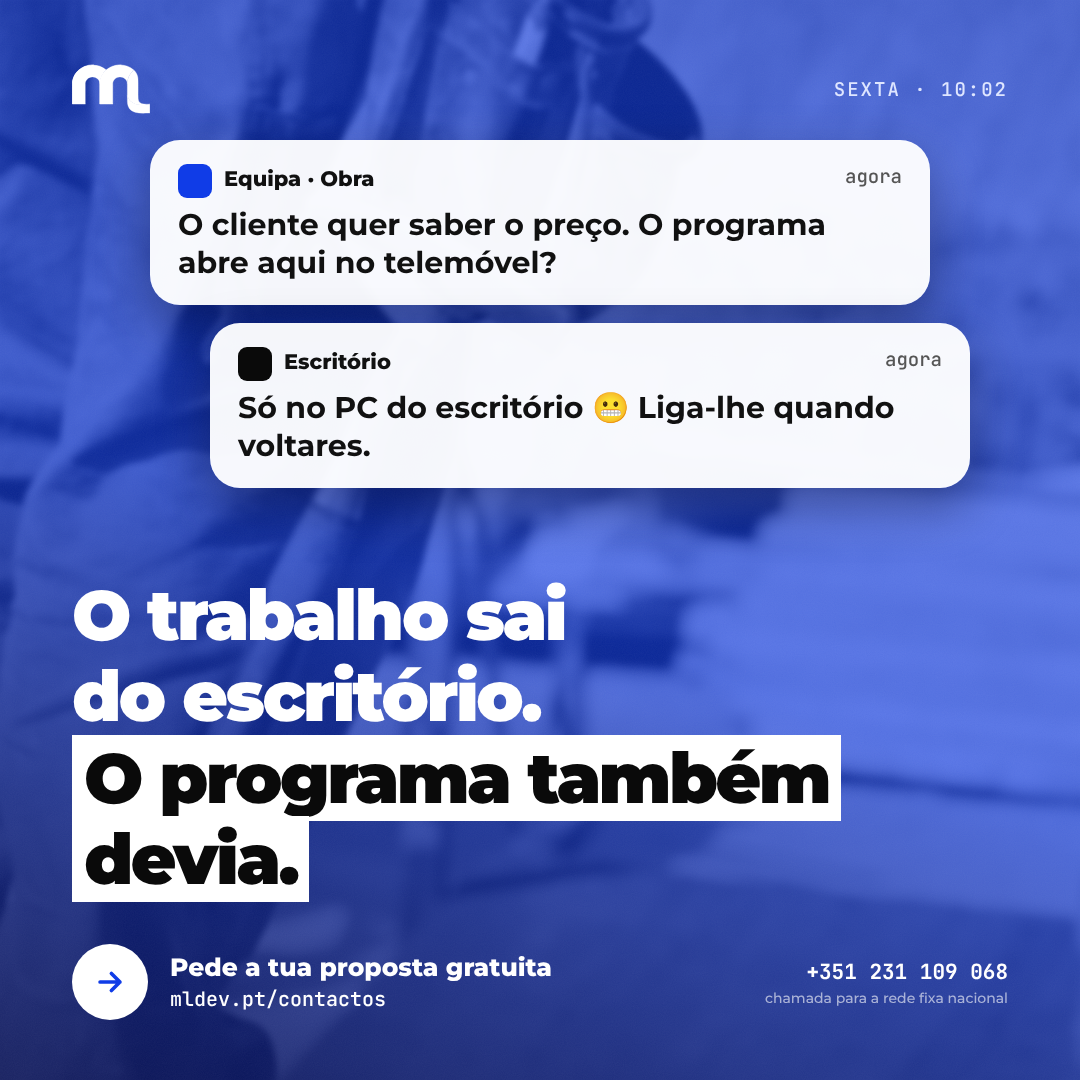 mL
SEXTA · 10:02
Equipa · Obra
agora
O cliente quer saber o preço. O programa
abre aqui no telemóvel?
Escritório
agora
Só no PC do escritório 😬 Liga-lhe quando
voltares.
O trabalho sai
do escritório.
O programa também
devia.
Pede a tua proposta gratuita
mldev.pt/contactos
+351 231 109 068
chamada para a rede fixa nacional